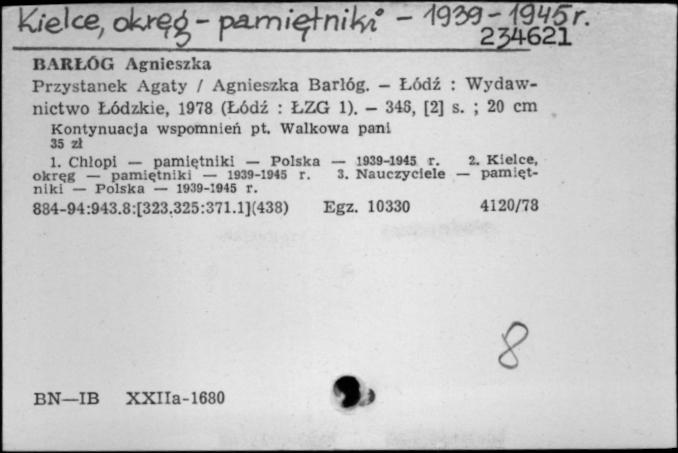 Kielce, okręg - pamiętniki - 1939-1945 r.
234621
BARŁÓG Agnieszka
Przystanek Agaty / Agnieszka Barłóg. — Łódź : Wydaw-
nictwo Łódzkie, 1978 (Łódź : ŁZG 1). — 346, [2] s. ; 20 cm
Kontynuacja wspomnień pt. Walkowa pani
35 zł
1. Chłopi — pamiętniki — Polska — 1939-1945 r. 2. Kielce,
okręg — pamiętniki — 1939-1945 r. 3. Nauczyciele — pamięt-
niki — Polska — 1939-1945 r.
884-94:943.8:[323.325:371.1](438) Egz. 10330 4120/78
8
BN—IB XXIIa-1680